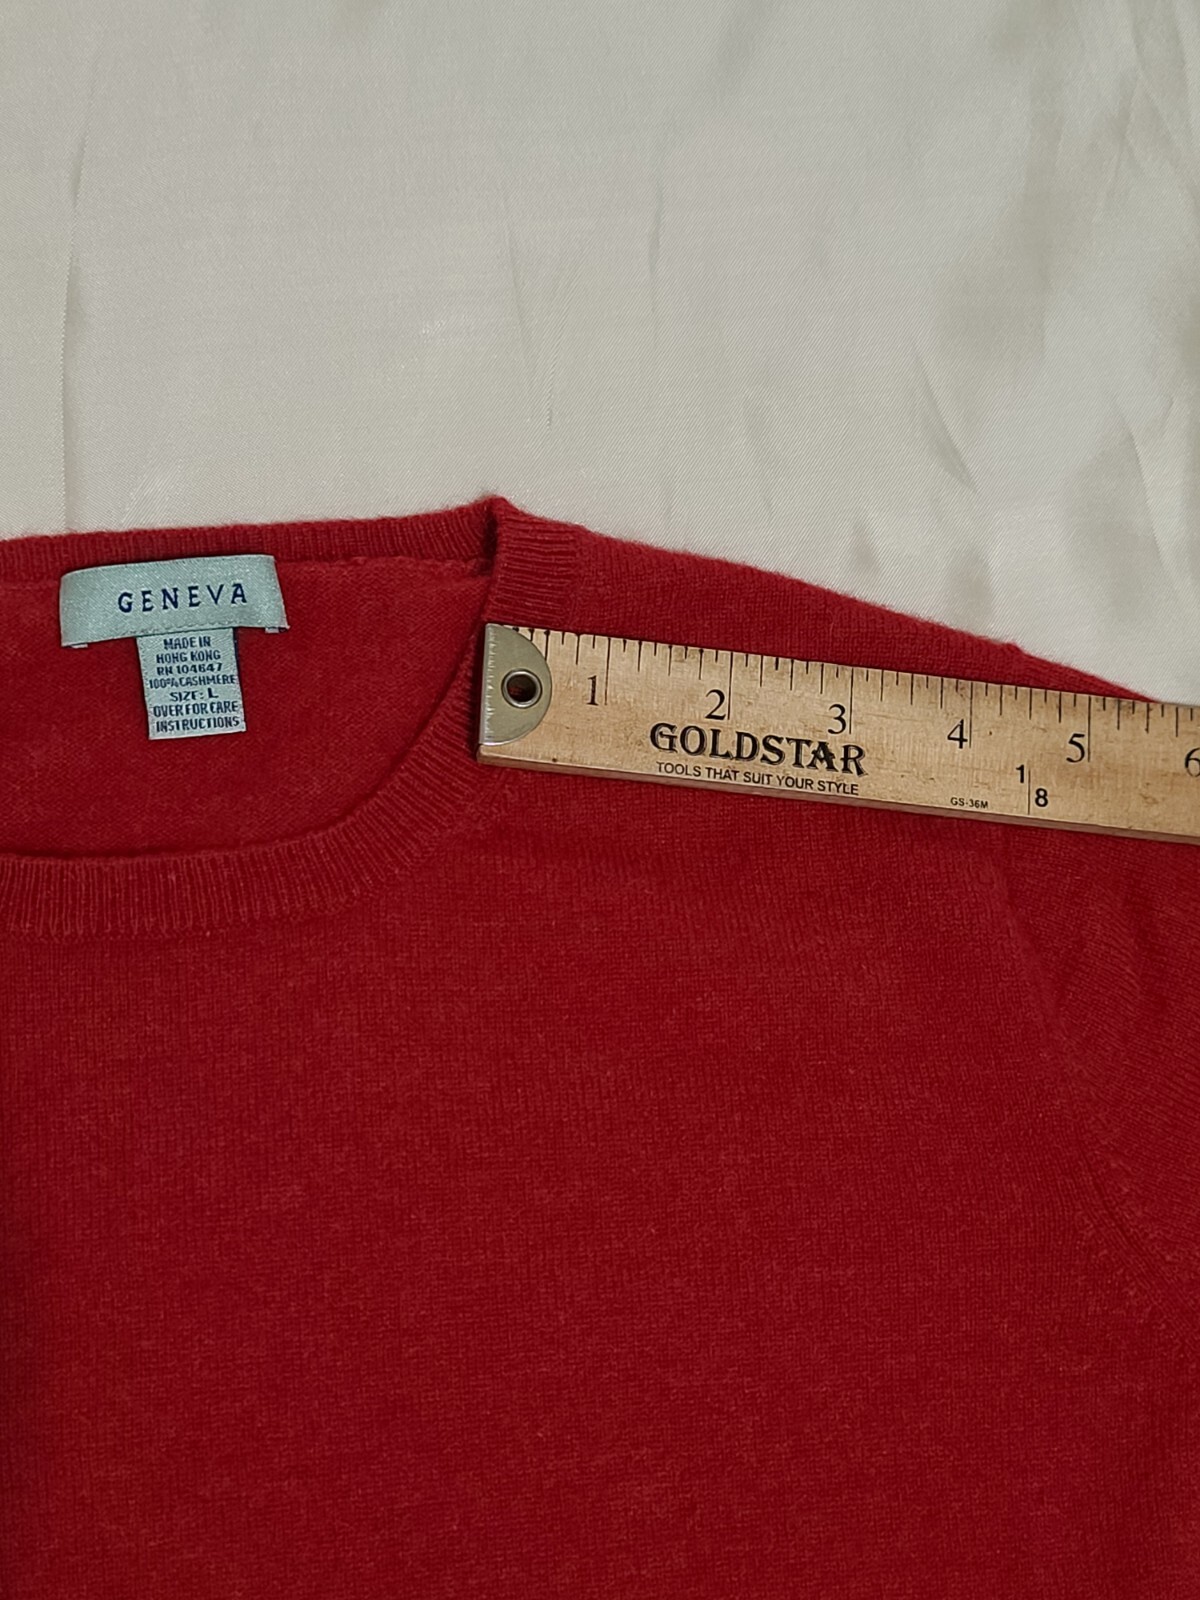 GENEVA
MADE IN
HONG KONG
RN 104647
100% CASHMERE
SIZE: L
OVER FOR CARE
INSTRUCTIONS
1 2 3 4 5 6
GOLDSTAR
TOOLS THAT SUIT YOUR STYLE
GS-36M
1 8